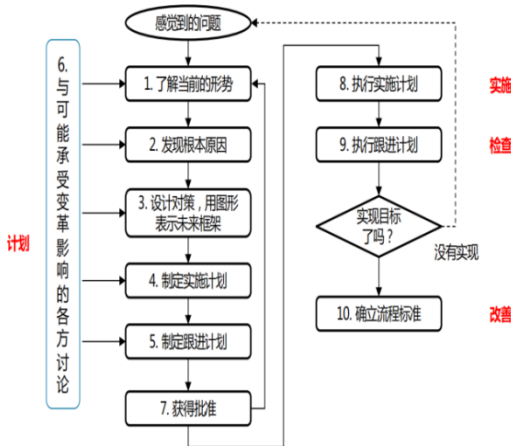 感觉到的问题
6.
与
可
能
承
受
变
革
影
响
的
各
方
讨
论
计划
1. 了解当前的形势
2. 发现根本原因
3. 设计对策，用图形
表示未来框架
4. 制定实施计划
5. 制定跟进计划
7. 获得批准
8. 执行实施计划
实施
9. 执行跟进计划
检查
实现目标
了吗？
没有实现
10. 确立流程标准
改善